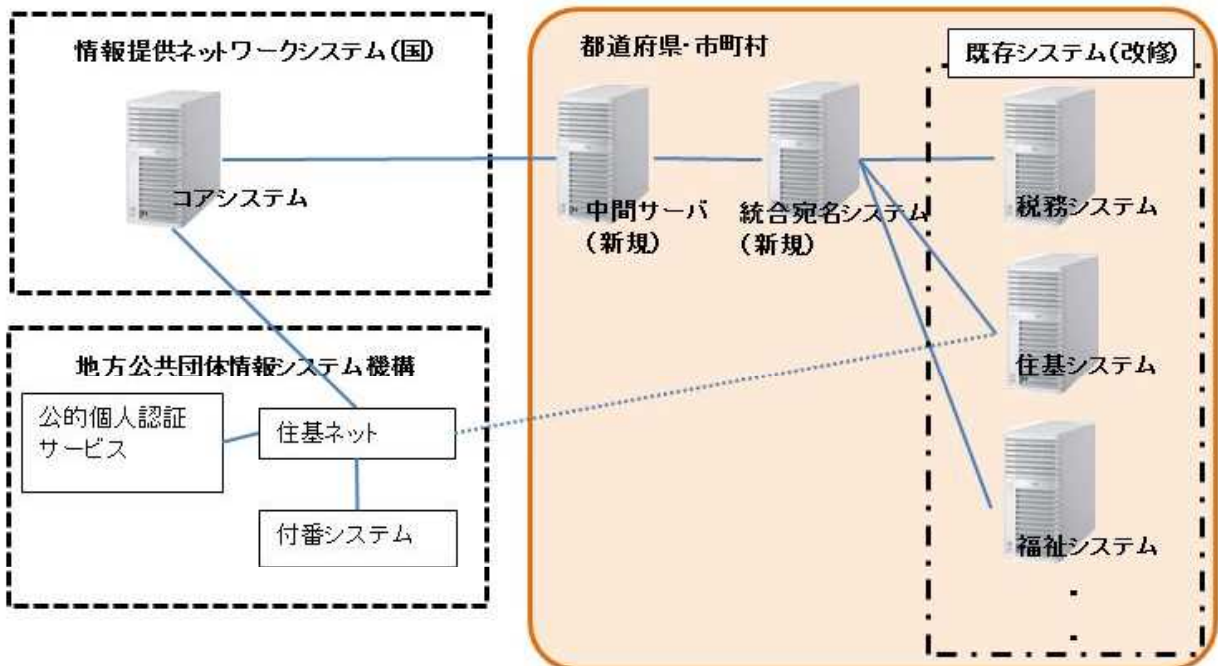 情報提供ネットワークシステム(国)
コアシステム
地方公共団体情報システム機構
公的個人認証
サービス
住基ネット
付番システム
都道府県・市町村
中間サーバ
(新規)
統合宛名システム
(新規)
既存システム(改修)
税務システム
住基システム
福祉システム
・
・